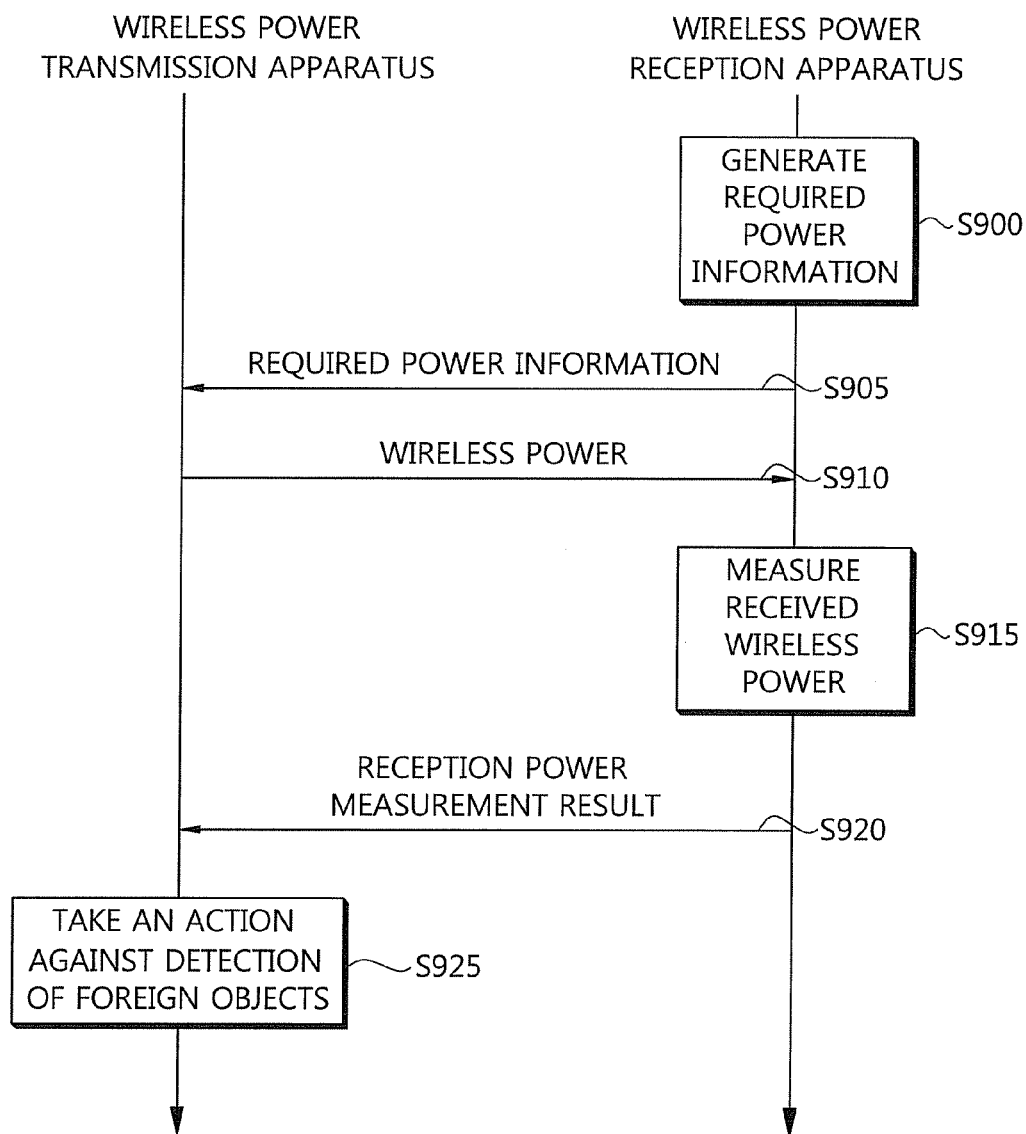 WIRELESS POWER
TRANSMISSION APPARATUS
WIRELESS POWER
RECEPTION APPARATUS
GENERATE
REQUIRED
POWER
INFORMATION
S900
REQUIRED POWER INFORMATION
S905
WIRELESS POWER
S910
MEASURE
RECEIVED
WIRELESS
POWER
S915
RECEPTION POWER
MEASUREMENT RESULT
S920
TAKE AN ACTION
AGAINST DETECTION
OF FOREIGN OBJECTS
S925